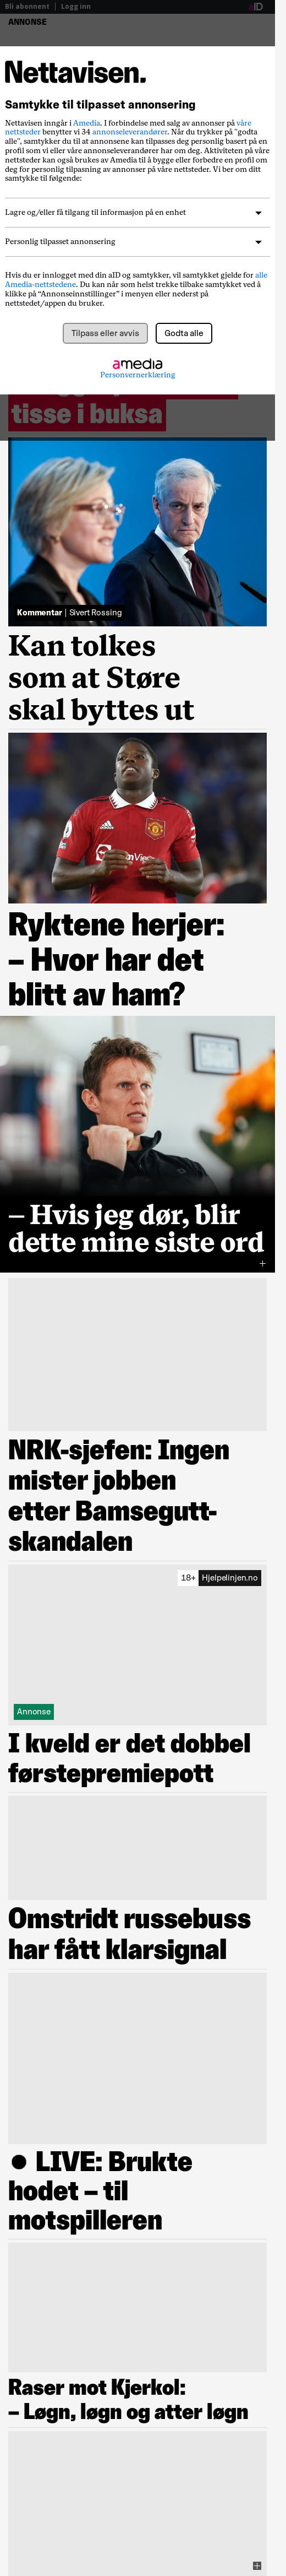 Bli abonnent | Logg inn
aID
ANNONSE
Nettavisen.
Samtykke til tilpasset annonsering
Nettavisen inngår i Amedia. I forbindelse med salg av annonser på våre
nettsteder benytter vi 34 annonseleverandører. Når du trykker på "godta
alle", samtykker du til at annonsene kan tilpasses deg personlig basert på en
profil som vi eller våre annonseleverandører har om deg. Aktiviteten på våre
nettsteder kan også brukes av Amedia til å bygge eller forbedre en profil om
deg for personlig tilpasning av annonser på våre nettsteder. Vi ber om ditt
samtykke til følgende:
Lagre og/eller få tilgang til informasjon på en enhet
Personlig tilpasset annonsering
Hvis du er innlogget med din aID og samtykker, vil samtykket gjelde for alle
Amedia-nettstedene. Du kan når som helst trekke tilbake samtykket ved å
klikke på “Annonseinnstillinger” i menyen eller nederst på
nettstedet/appen du bruker.
Tilpass eller avvis
Godta alle
amedia
Personvernerklæring
tisse i buksa
Kommentar | Sivert Rossing
Kan tolkes
som at Støre
skal byttes ut
Ryktene herjer:
– Hvor har det
blitt av ham?
– Hvis jeg dør, blir
dette mine siste ord
NRK-sjefen: Ingen
mister jobben
etter Bamsegutt-
skandalen
18+ Hjelpelinjen.no
Annonse
I kveld er det dobbel
førstepremiepott
Omstridt russebuss
har fått klarsignal
LIVE: Brukte
hodet – til
motspilleren
Raser mot Kjerkol:
– Løgn, løgn og atter løgn